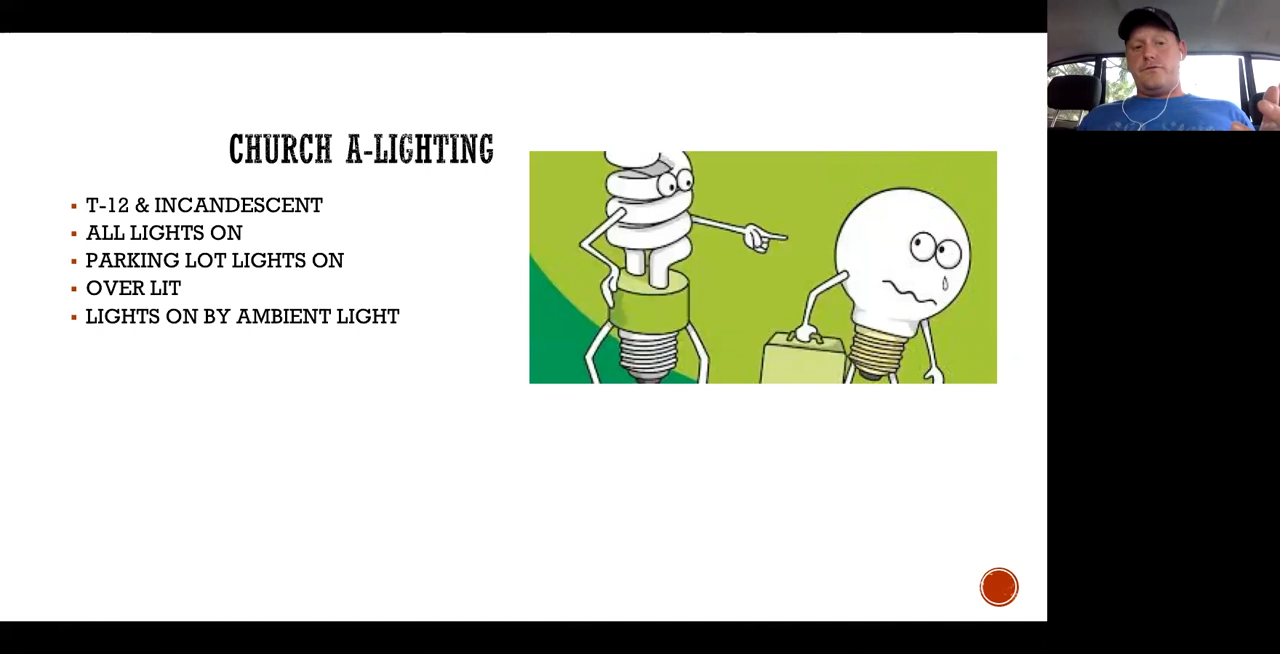 CHURCH A-LIGHTING
T-12 & INCANDESCENT
ALL LIGHTS ON
PARKING LOT LIGHTS ON
OVER LIT
LIGHTS ON BY AMBIENT LIGHT